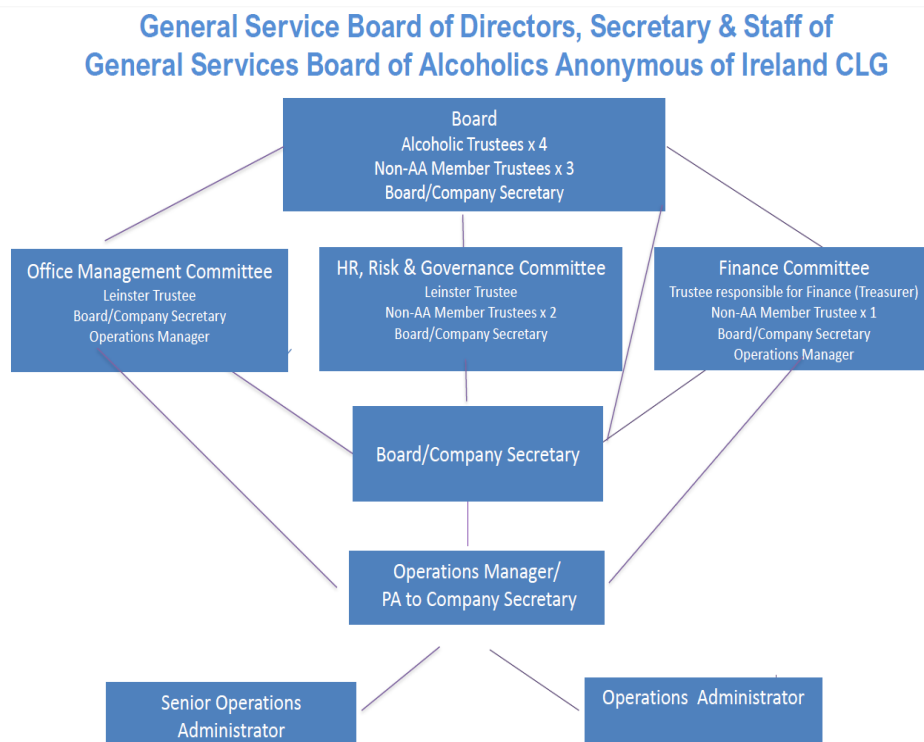 General Service Board of Directors, Secretary & Staff of
General Services Board of Alcoholics Anonymous of Ireland CLG
Board
Alcoholic Trustees x 4
Non-AA Member Trustees x 3
Board/Company Secretary
Office Management Committee
Leinster Trustee
Board/Company Secretary
Operations Manager
HR, Risk & Governance Committee
Leinster Trustee
Non-AA Member Trustees x 2
Board/Company Secretary
Finance Committee
Trustee responsible for Finance (Treasurer)
Non-AA Member Trustee x 1
Board/Company Secretary
Operations Manager
Board/Company Secretary
Operations Manager/
PA to Company Secretary
Senior Operations
Administrator
Operations Administrator